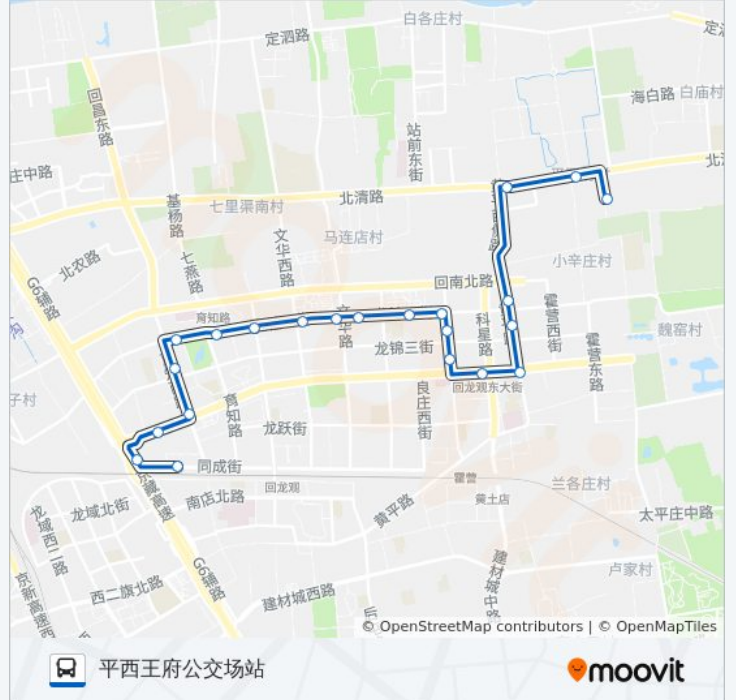 白各庄村
定泗路
回昌东路
海白路
白庙村
站前东街
庄中路
北清路
基杨路
七里渠南村
文华西路
马连店村
小辛庄村
北农路
七燕路
回南北路
G6辅路
育知路
科星路
霍营西街
魏窑村
龙锦三街
霍营东路
回龙观东大街
子村
育知路
良庄西街
龙跃街
同成街
霍营
兰各庄村
京藏高速
南店北路
回龙观
黄土店
龙域北街
龙域西二路
黄平路
太平庄中路
G6辅路
建材城中路
卢家村
京新高速
西二旗北路
建材城西路
© OpenStreetMap contributors | © OpenMapTiles
平西王府公交场站
moovit